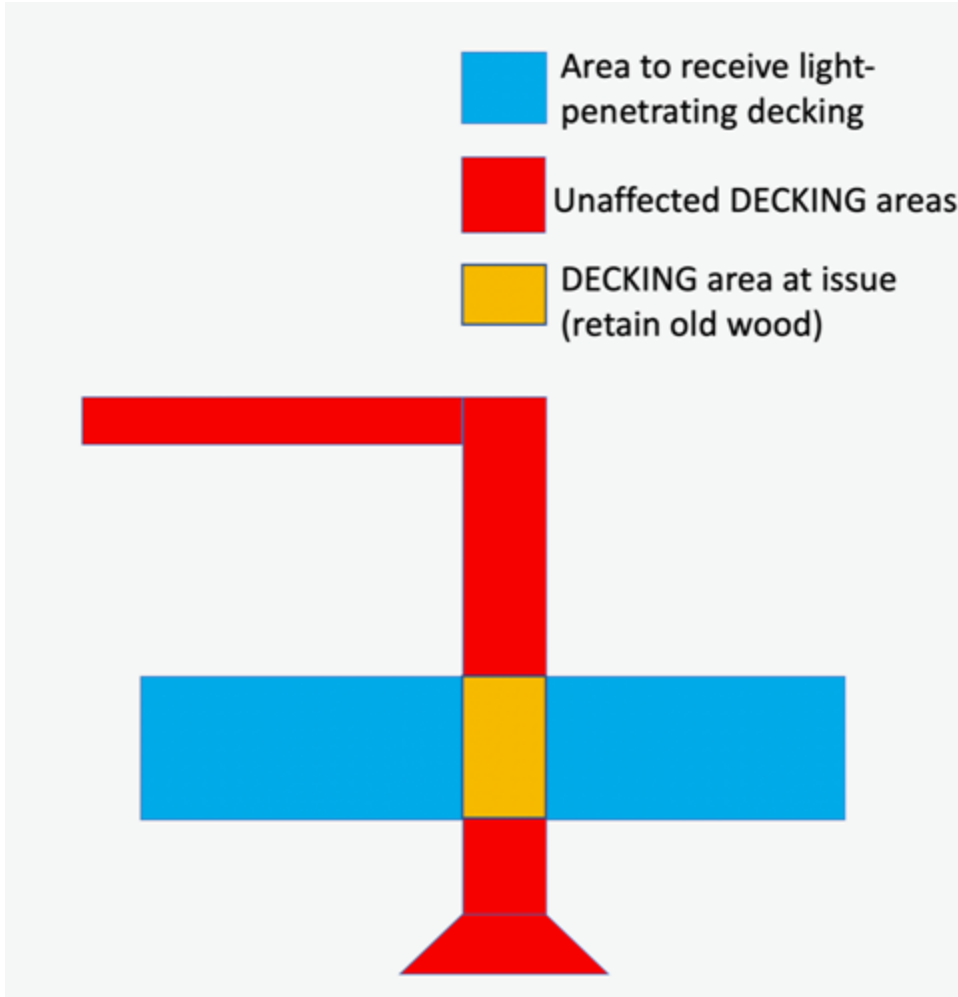 Area to receive light-
penetrating decking
Unaffected DECKING areas
DECKING area at issue
(retain old wood)